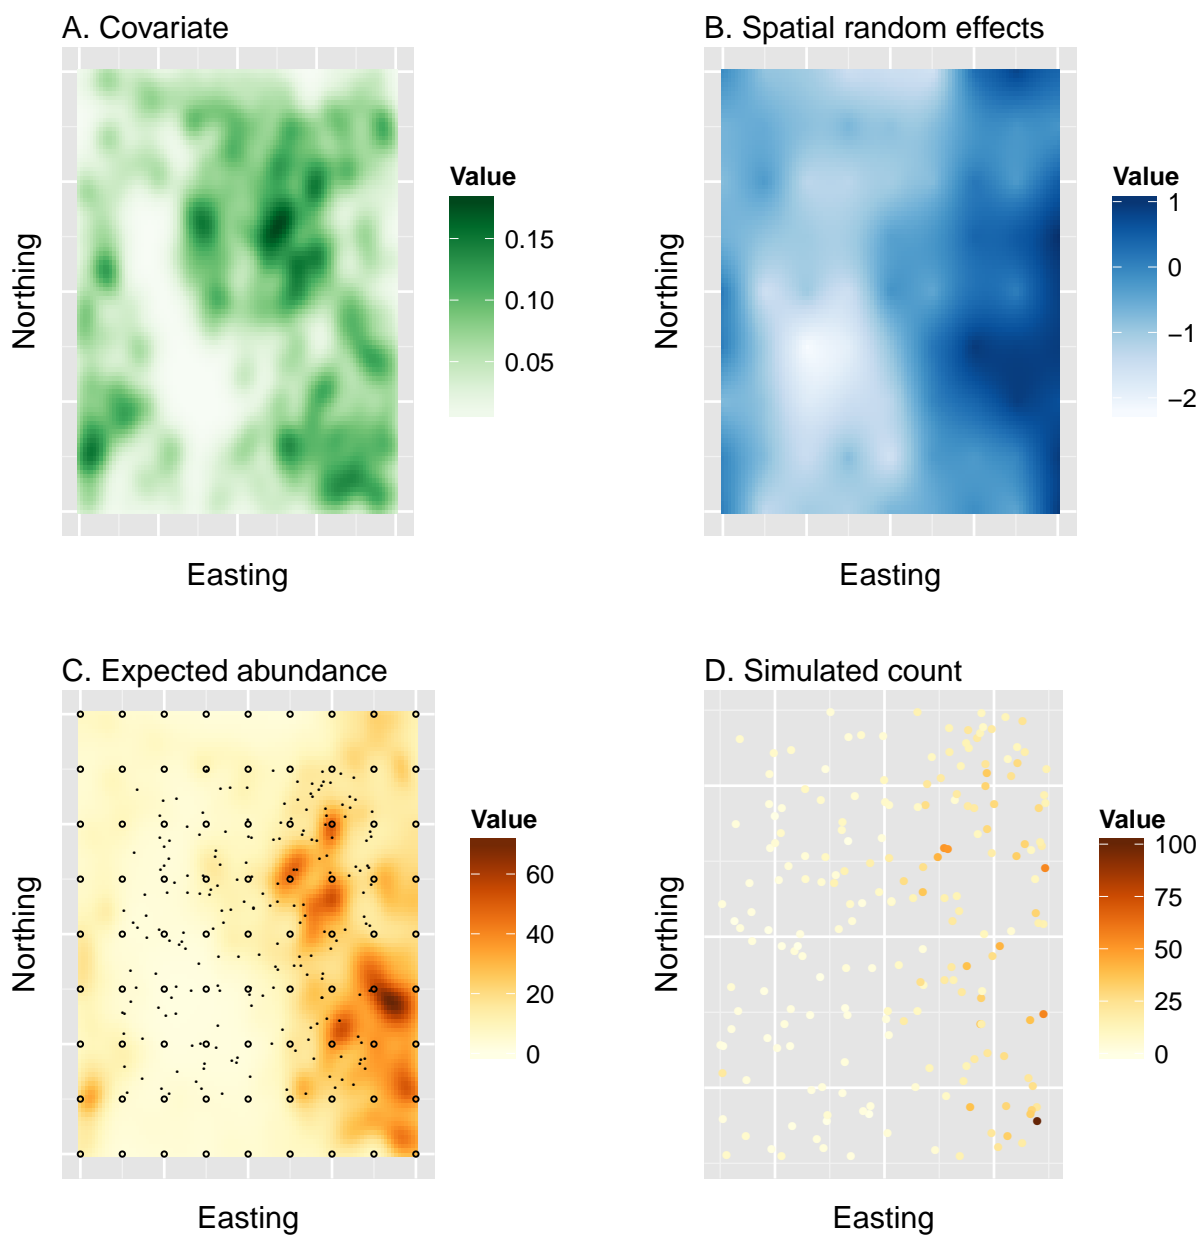 A. Covariate
Northing
Easting
Value
0.15
0.10
0.05
B. Spatial random effects
Northing
Easting
Value
1
0
−1
−2
C. Expected abundance
Northing
Easting
Value
60
40
20
0
D. Simulated count
Northing
Easting
Value
100
75
50
25
0